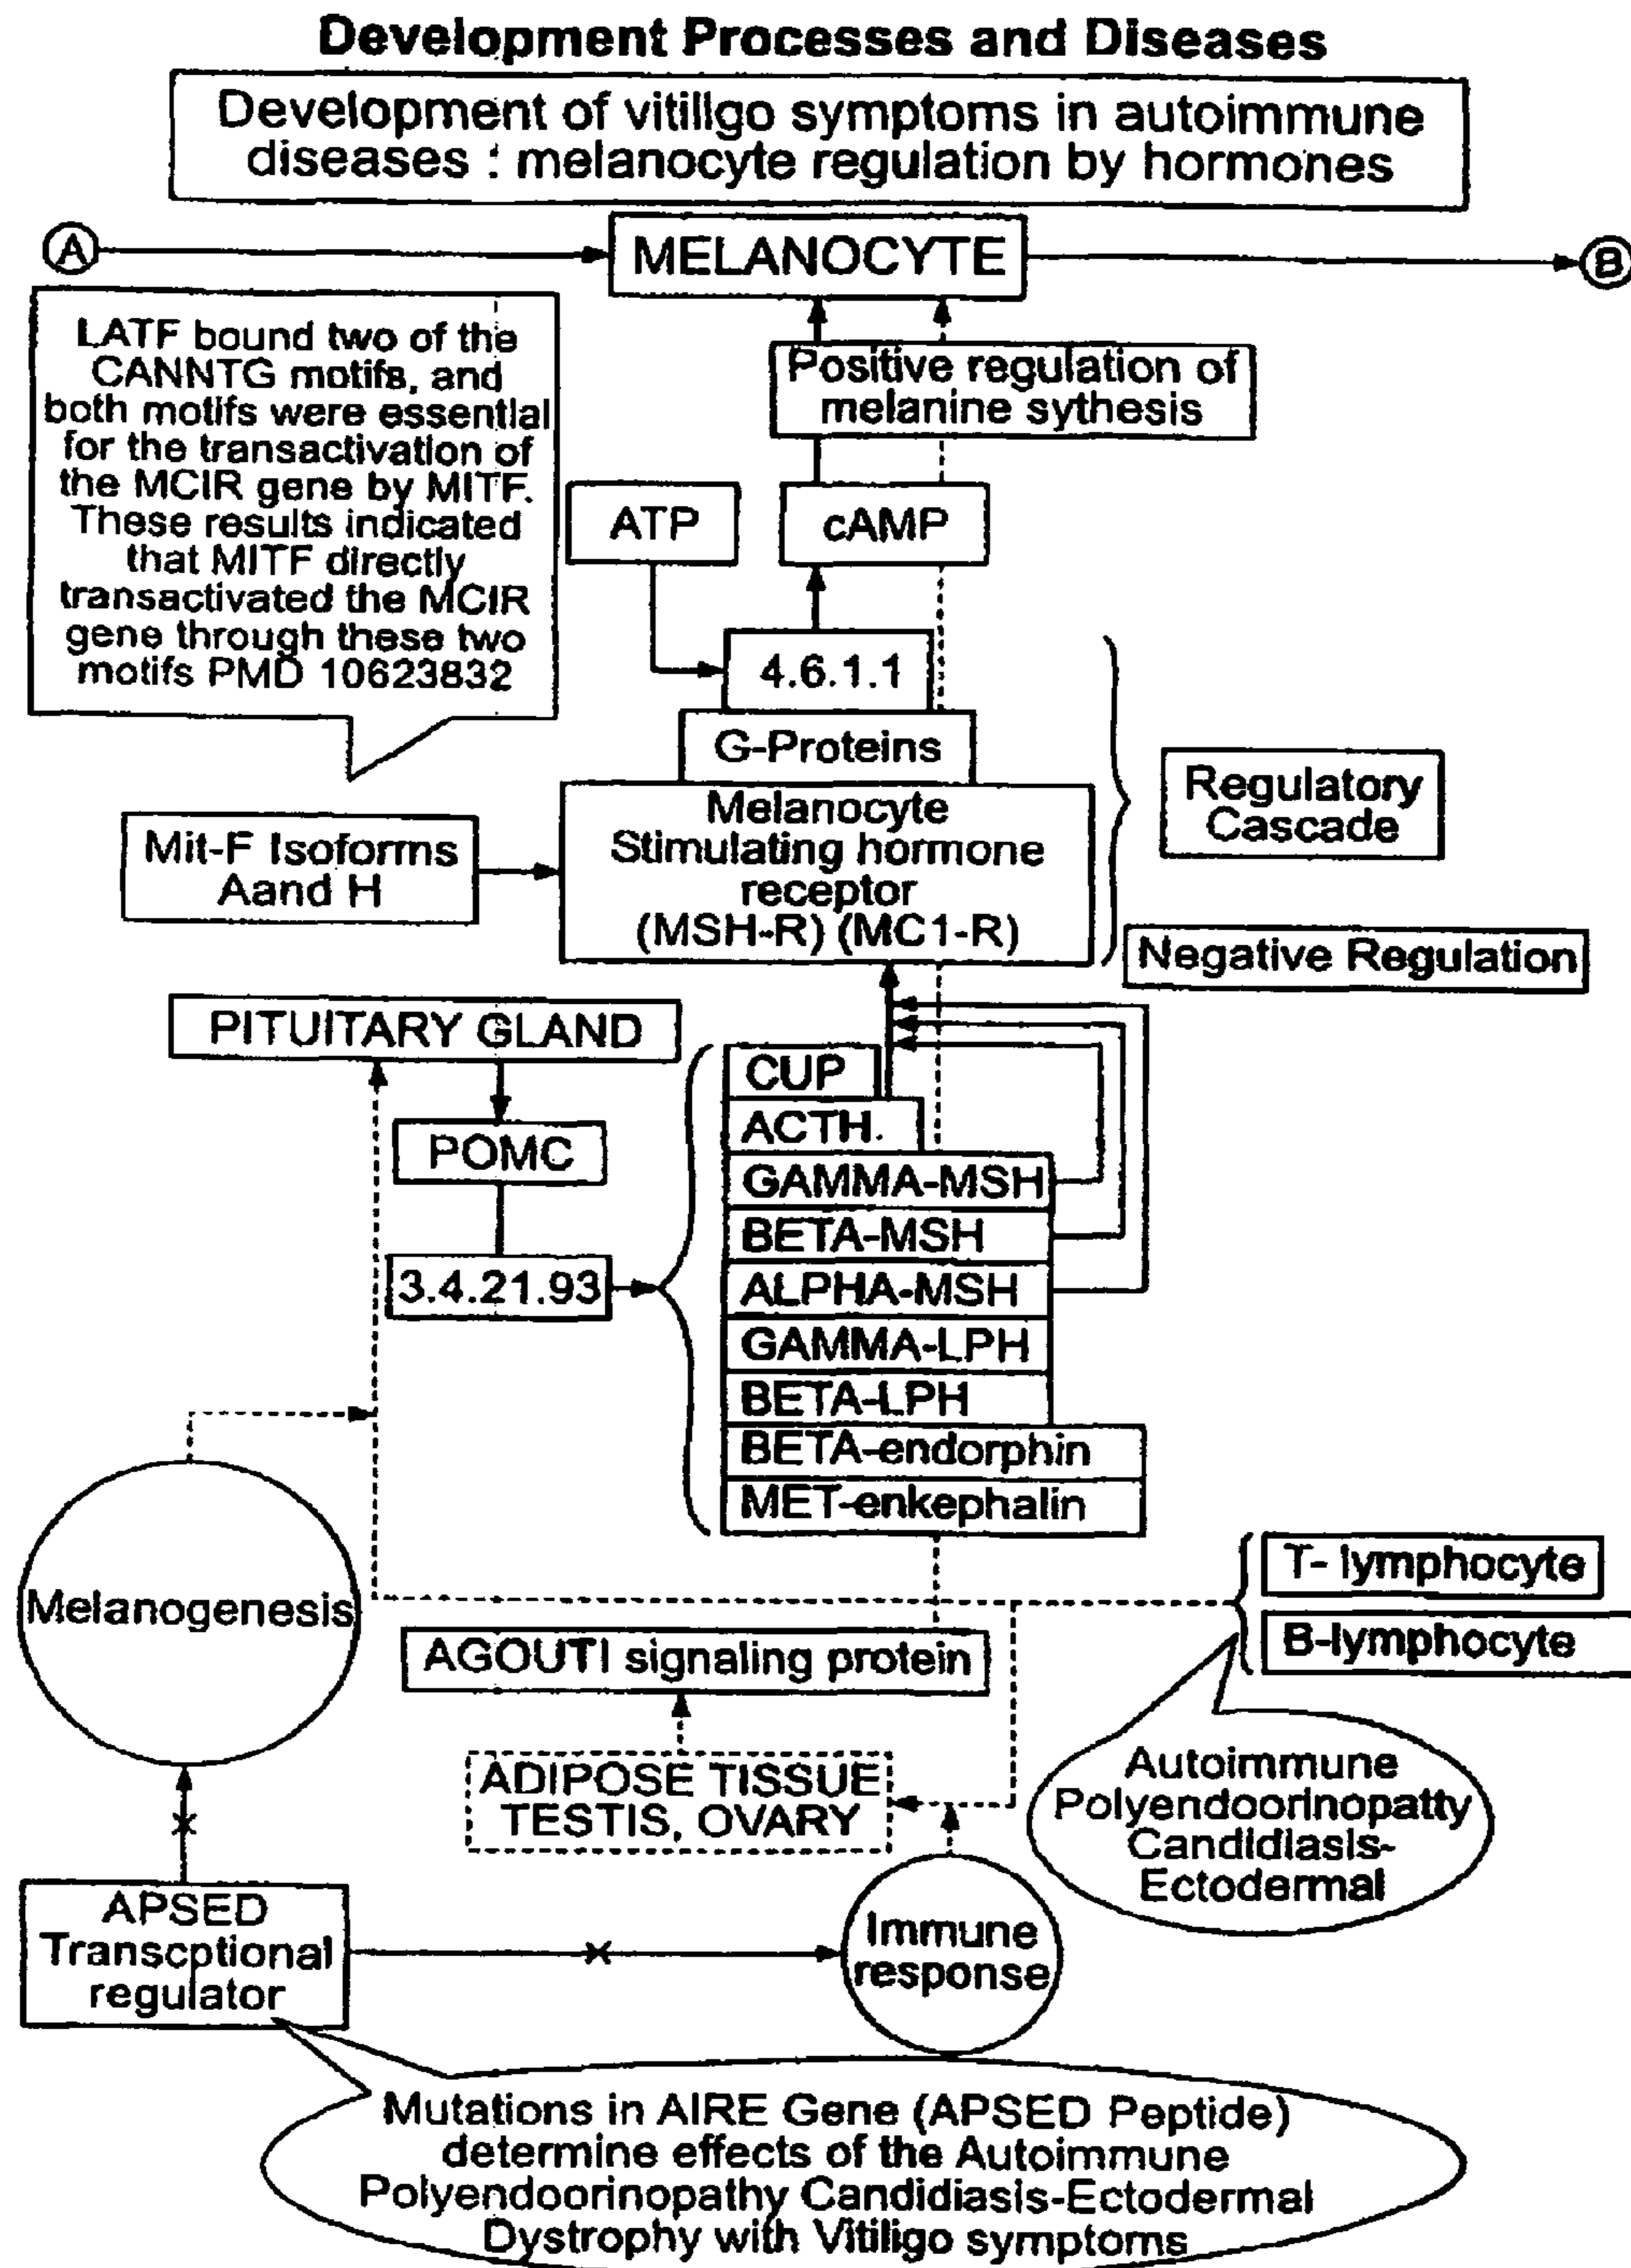 Development Processes and Diseases
Development of vitillgo symptoms in autoimmune
diseases : melanocyte regulation by hormones
A
MELANOCYTE
B
LATF bound two of the
CANNTG motifs, and
both motifs were essential
for the transactivation of
the MCIR gene by MITF.
These results indicated
that MITF directly
transactivated the MCIR
gene through these two
motifs PMD 10623832
Positive regulation of
melanine sythesis
ATP
cAMP
4.6.1.1
G-Proteins
Melanocyte
Stimulating hormone
receptor
(MSH-R) (MC1-R)
Regulatory
Cascade
Mit-F Isoforms
Aand H
Negative Regulation
PITUITARY GLAND
POMC
3.4.21.93
CUP
ACTH.
GAMMA-MSH
BETA-MSH
ALPHA-MSH
GAMMA-LPH
BETA-LPH
BETA-endorphin
MET-enkephalin
Melanogenesis
T- lymphocyte
B-lymphocyte
AGOUTI signaling protein
ADIPOSE TISSUE
TESTIS, OVARY
Autoimmune
Polyendoorinopatty
Candidiasis-
Ectodermal
APSED
Transcptional
regulator
Immune
response
Mutations in AIRE Gene (APSED Peptide)
determine effects of the Autoimmune
Polyendoorinopathy Candidiasis-Ectodermal
Dystrophy with Vitiligo symptoms